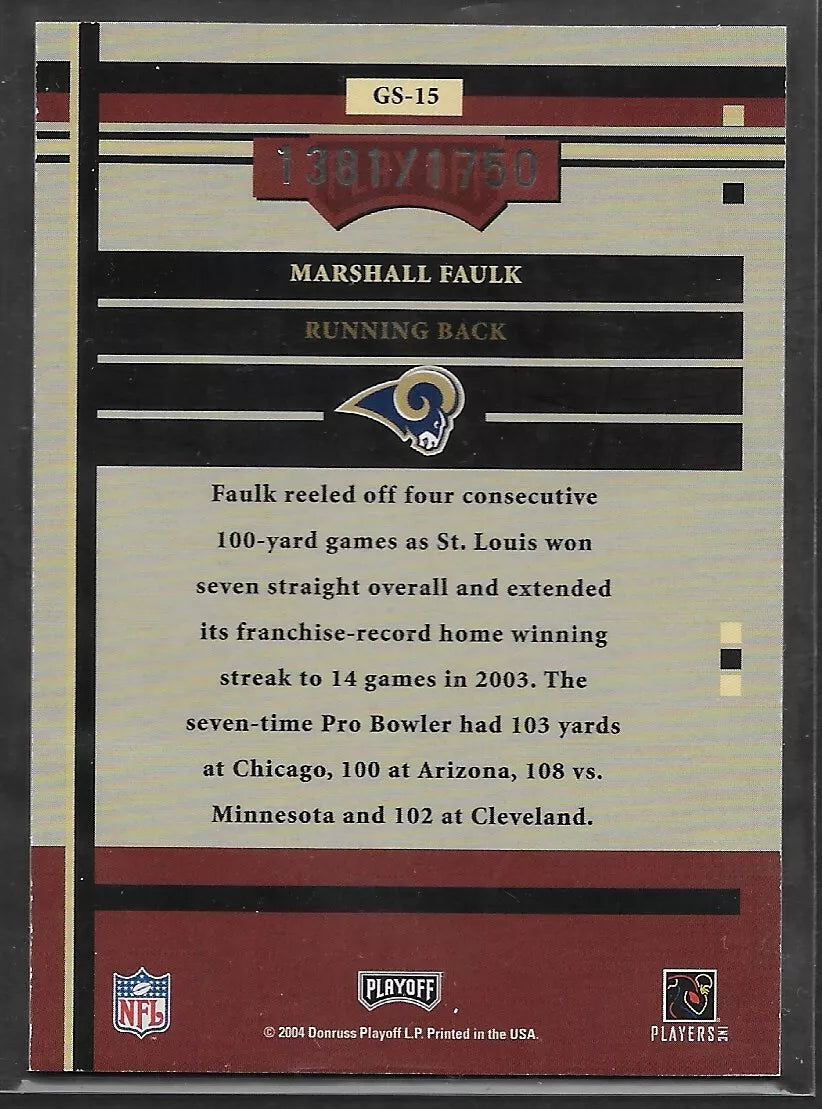 GS-15
1381/1750
MARSHALL FAULK
RUNNING BACK
Faulk reeled off four consecutive
100-yard games as St. Louis won
seven straight overall and extended
its franchise-record home winning
streak to 14 games in 2003. The
seven-time Pro Bowler had 103 yards
at Chicago, 100 at Arizona, 108 vs.
Minnesota and 102 at Cleveland.
NFL
PLAYOFF
PLAYERS INC
© 2004 Donruss Playoff L.P. Printed in the USA.